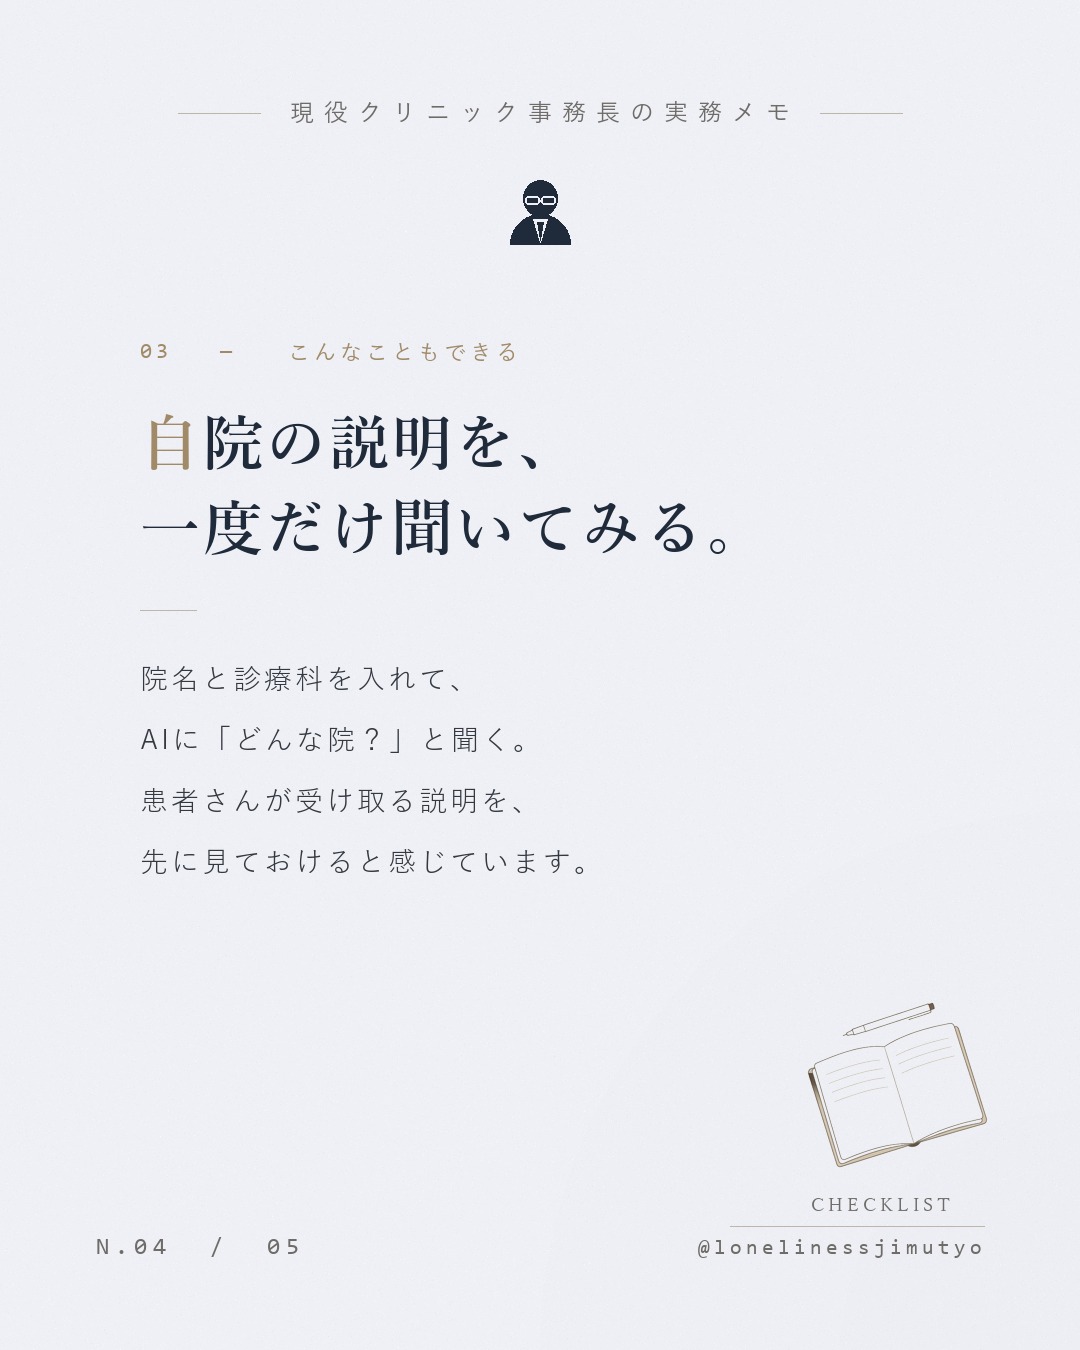 現役クリニック事務長の実務メモ
03 — こんなこともできる
自院の説明を、
一度だけ聞いてみる。
院名と診療科を入れて、
AIに「どんな院？」と聞く。
患者さんが受け取る説明を、
先に見ておけると感じています。
CHECKLIST
N.04 / 05
@lonelinessjimutyo